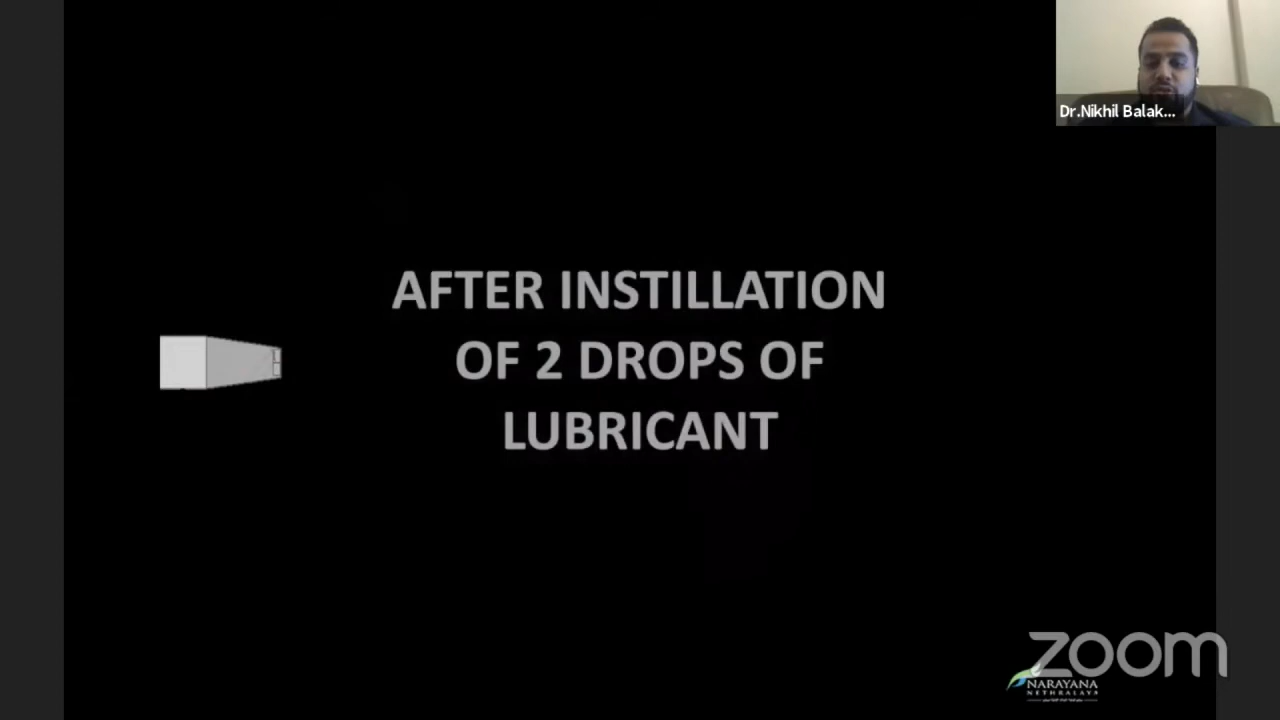 Dr.Nikhil Balak...
AFTER INSTILLATION
OF 2 DROPS OF
LUBRICANT
zoom
NARAYANA
NETHRALAYA